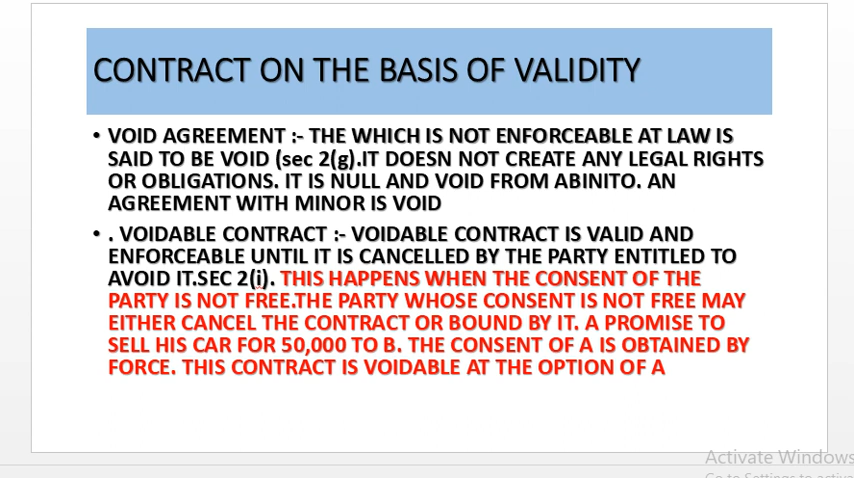 CONTRACT ON THE BASIS OF VALIDITY
• VOID AGREEMENT :- THE WHICH IS NOT ENFORCEABLE AT LAW IS
SAID TO BE VOID (sec 2(g).IT DOESN NOT CREATE ANY LEGAL RIGHTS
OR OBLIGATIONS. IT IS NULL AND VOID FROM ABINITO. AN
AGREEMENT WITH MINOR IS VOID
• . VOIDABLE CONTRACT :- VOIDABLE CONTRACT IS VALID AND
ENFORCEABLE UNTIL IT IS CANCELLED BY THE PARTY ENTITLED TO
AVOID IT.SEC 2(i). THIS HAPPENS WHEN THE CONSENT OF THE
PARTY IS NOT FREE.THE PARTY WHOSE CONSENT IS NOT FREE MAY
EITHER CANCEL THE CONTRACT OR BOUND BY IT. A PROMISE TO
SELL HIS CAR FOR 50,000 TO B. THE CONSENT OF A IS OBTAINED BY
FORCE. THIS CONTRACT IS VOIDABLE AT THE OPTION OF A
Activate Windows
Go to Settings to